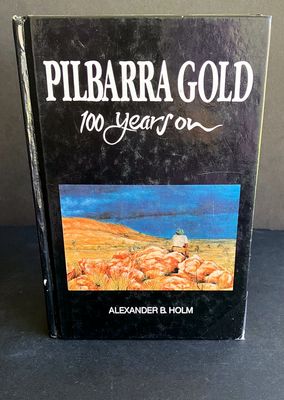 PILBARRA GOLD
100 years on
ALEXANDER B. HOLM